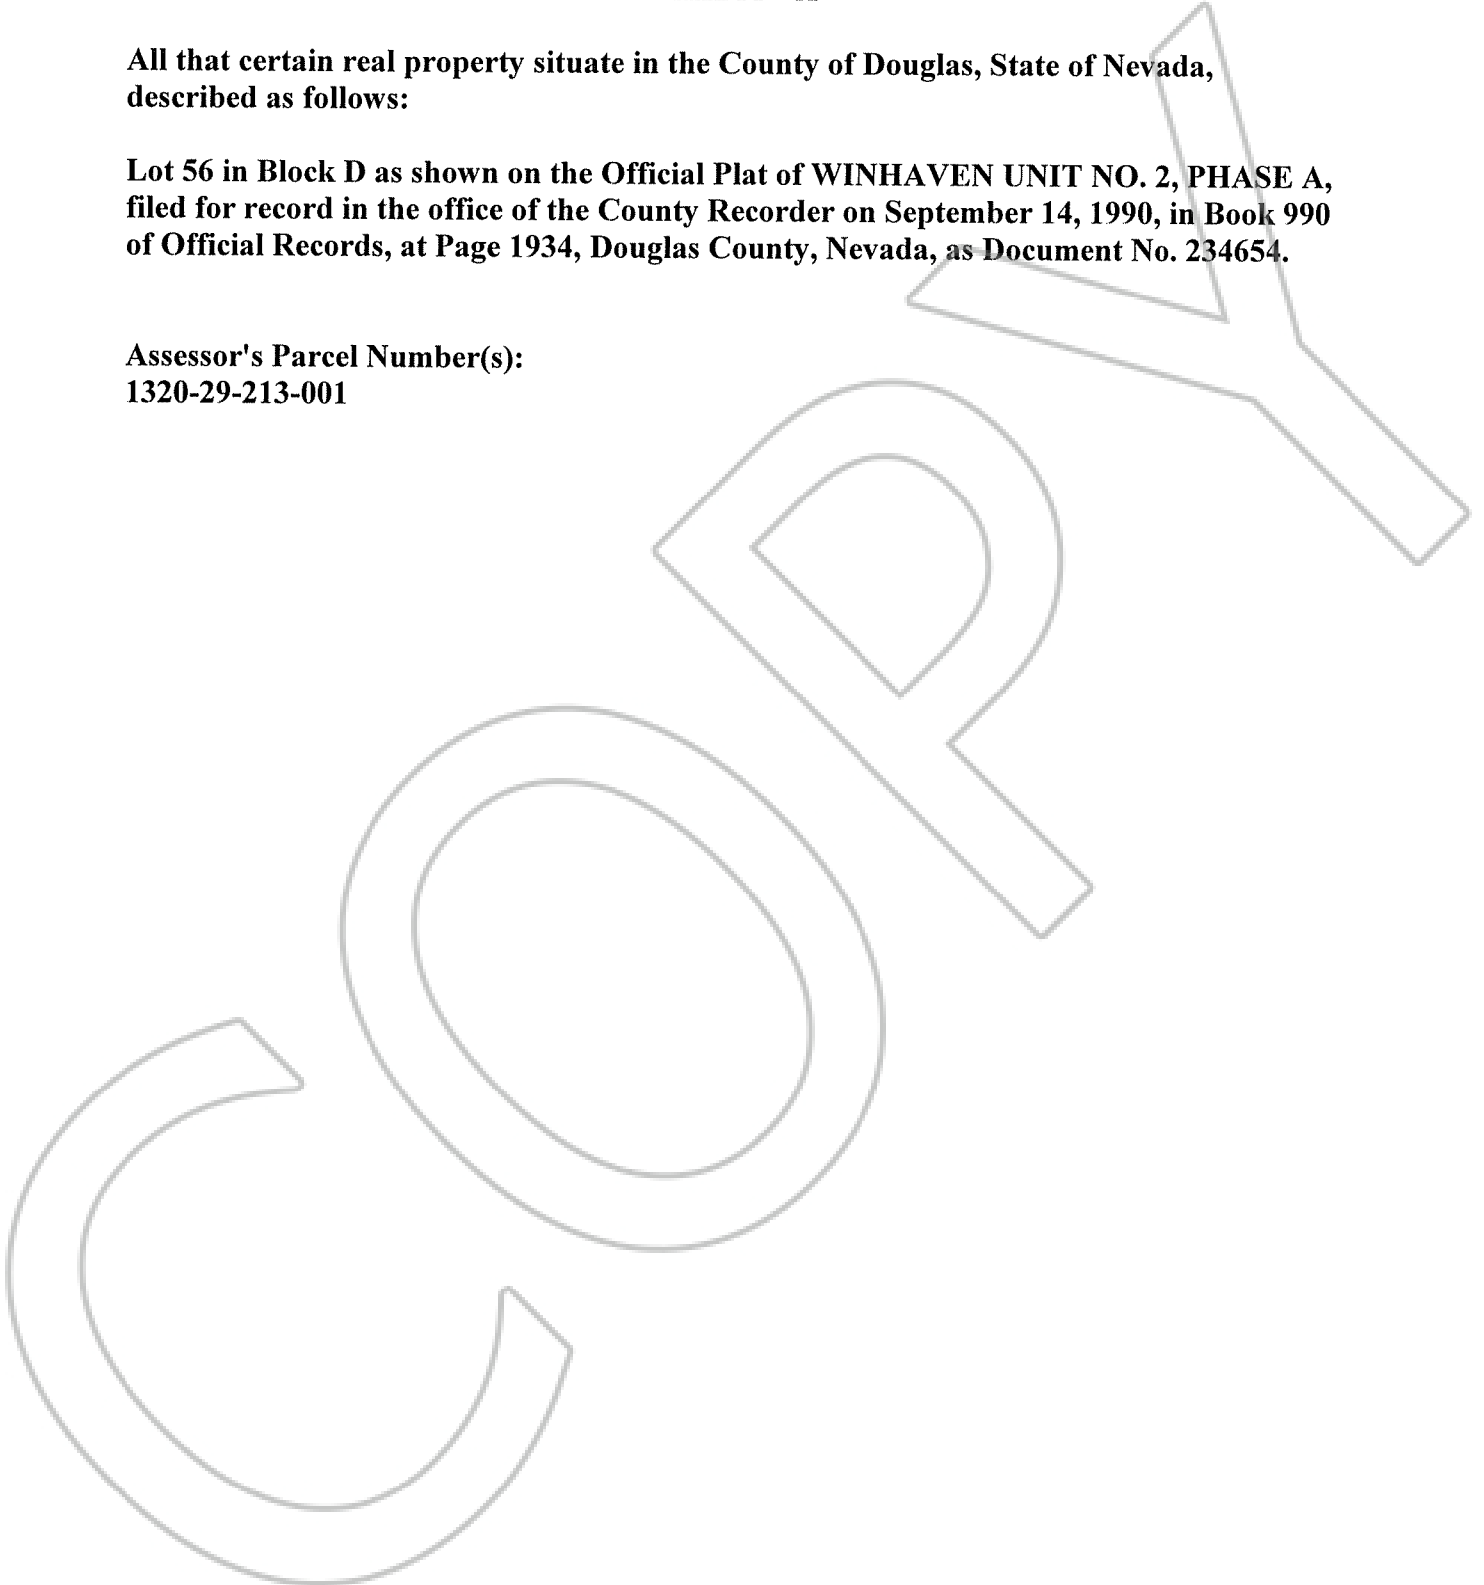 All that certain real property situate in the County of Douglas, State of Nevada,
described as follows:
Lot 56 in Block D as shown on the Official Plat of WINHAVEN UNIT NO. 2, PHASE A,
filed for record in the office of the County Recorder on September 14, 1990, in Book 990
of Official Records, at Page 1934, Douglas County, Nevada, as Document No. 234654.
Assessor's Parcel Number(s):
1320-29-213-001
COPY